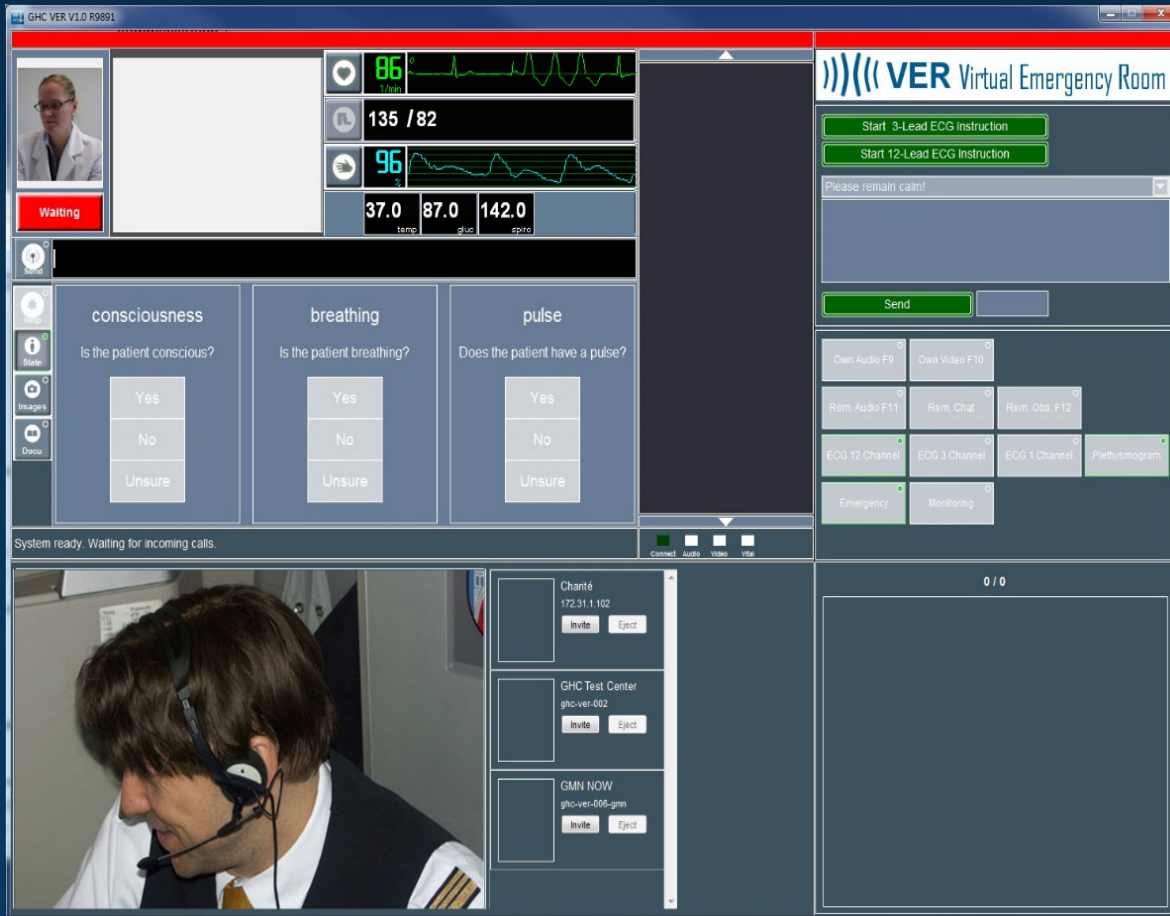 GHC VER V1.0 R9891
VER Virtual Emergency Room
86
1/min
135 / 82
96
%
37.0
temp
87.0
gluc
142.0
spiro
Waiting
Send
Help
State
Images
Docu
consciousness
Is the patient conscious?
Yes
No
Unsure
breathing
Is the patient breathing?
Yes
No
Unsure
pulse
Does the patient have a pulse?
Yes
No
Unsure
System ready. Waiting for incoming calls.
Connect
Audio
Video
Vital
Start 3-Lead ECG Instruction
Start 12-Lead ECG Instruction
Please remain calm!
Send
Own Audio F9
Own Video F10
Rem. Audio F11
Rem. Chat
Rem. Obs. F12
ECG 12 Channel
ECG 3 Channel
ECG 1 Channel
Plethysmogram
Emergency
Monitoring
Charité
172.31.1.102
Invite
Eject
GHC Test Center
ghc-ver-002
Invite
Eject
GMN NOW
ghc-ver-006-gmn
Invite
Eject
0 / 0